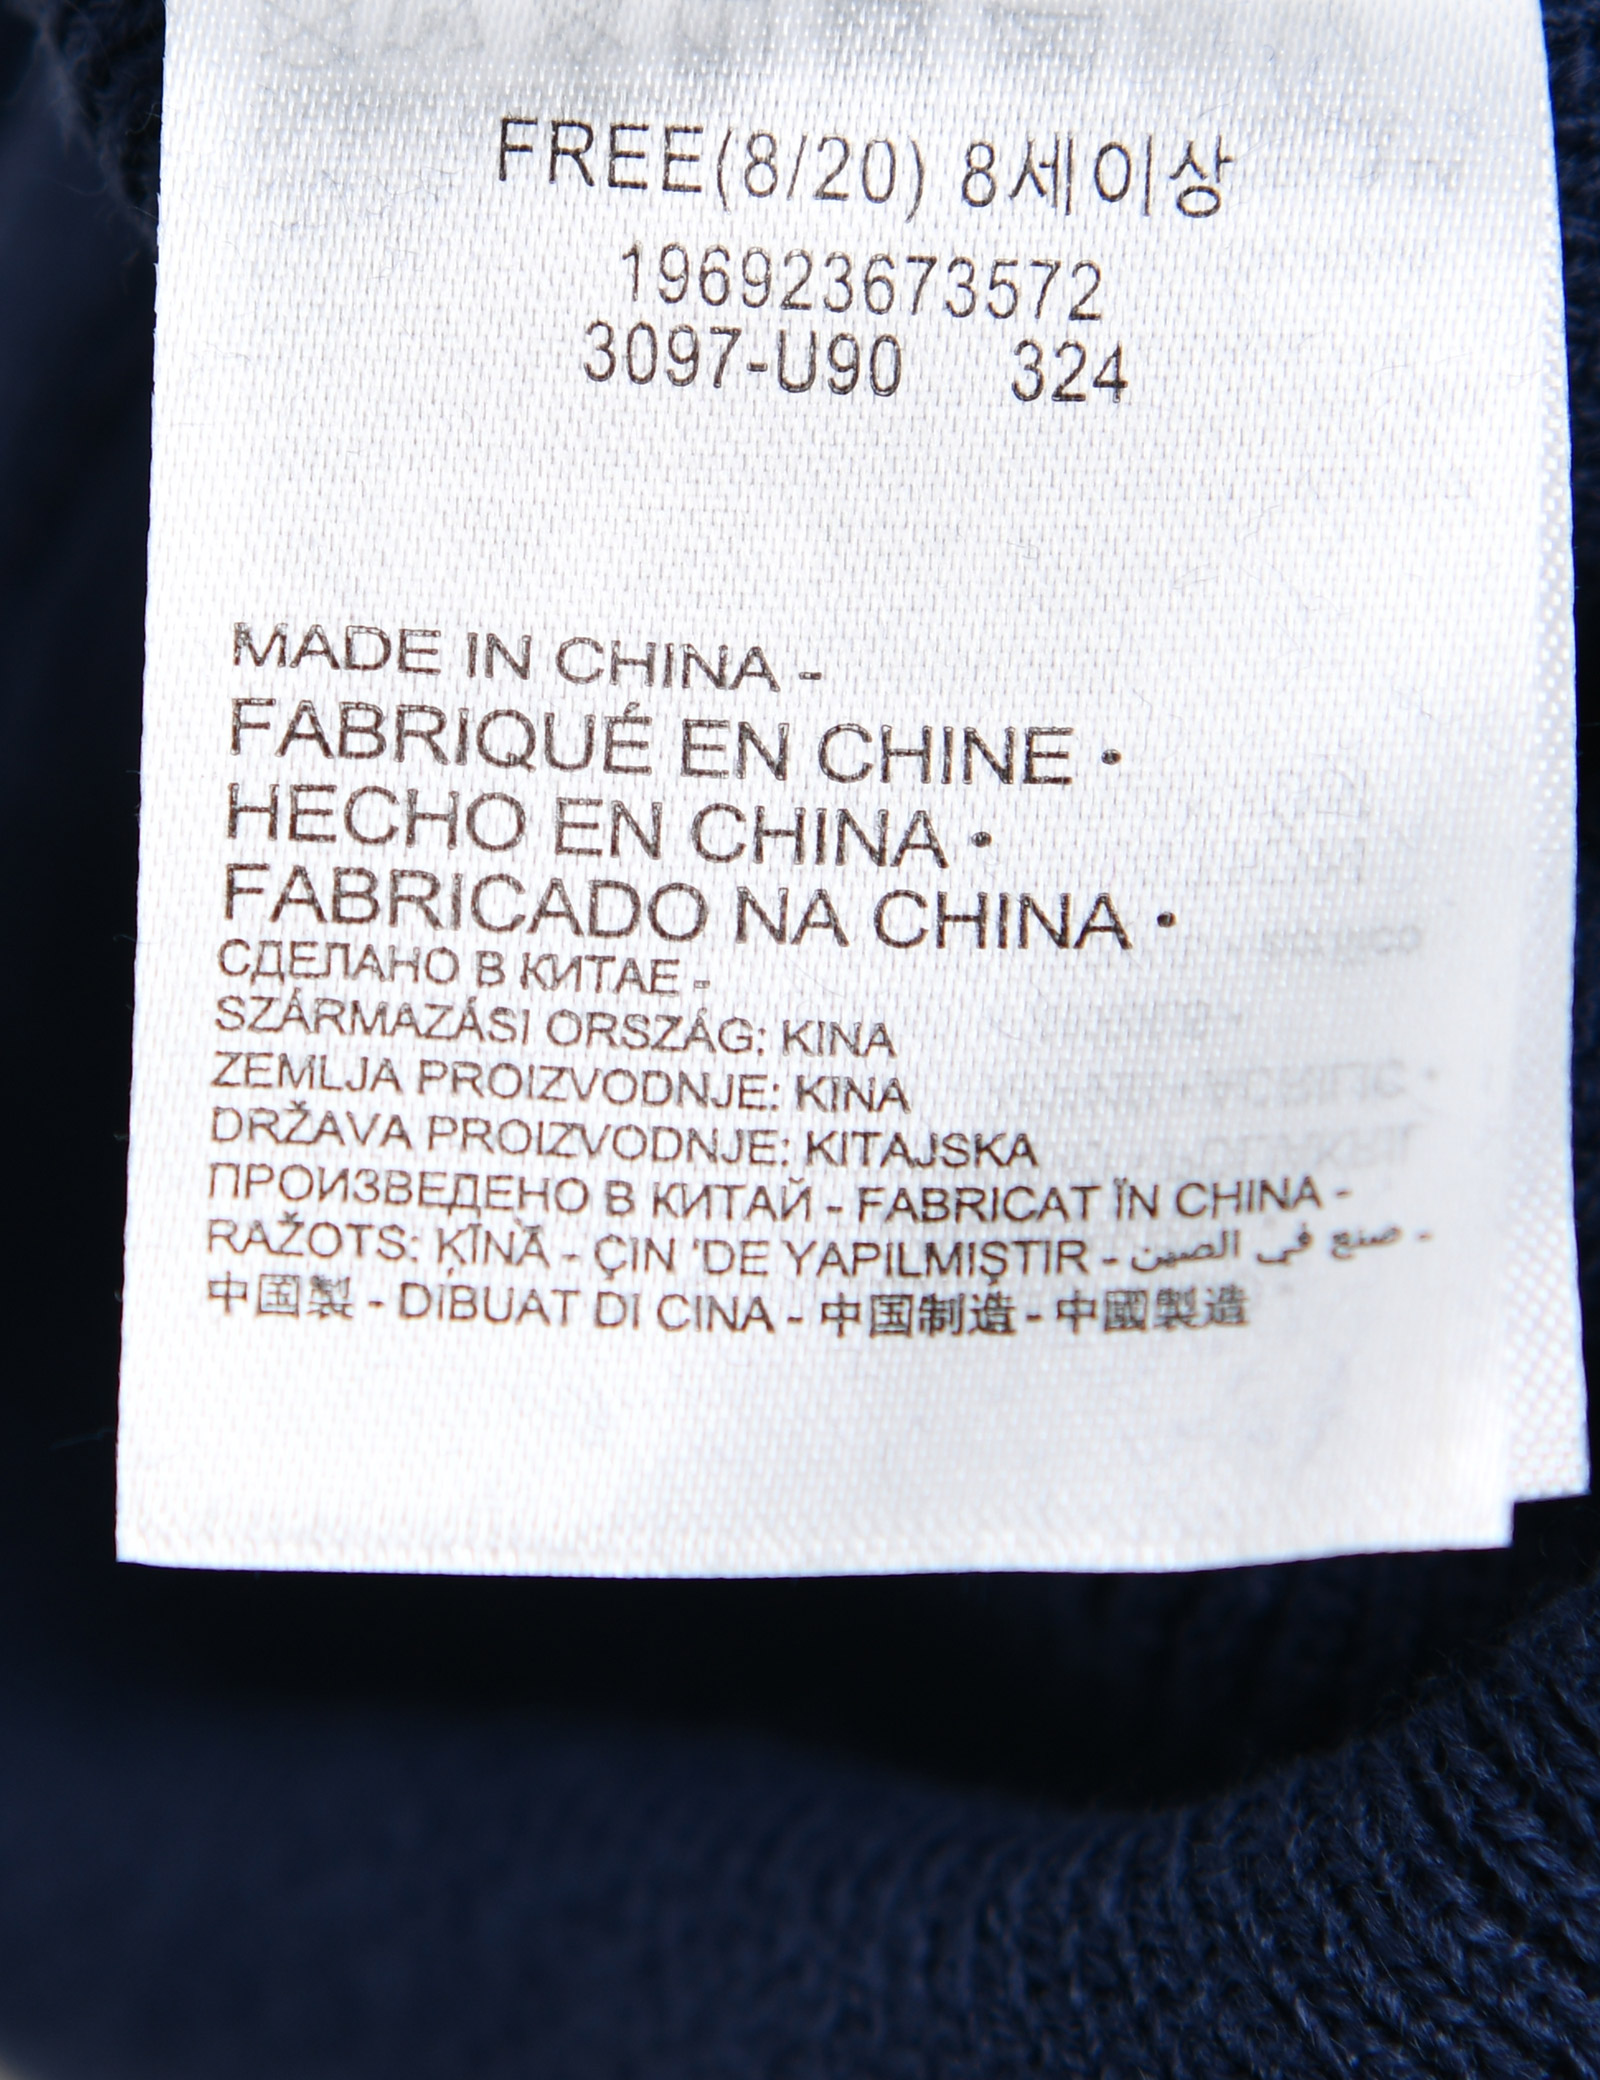 FREE(8/20) 8세이상
196923673572
3097-U90 324
MADE IN CHINA -
FABRIQUÉ EN CHINE •
HECHO EN CHINA •
FABRICADO NA CHINA •
СДЕЛАНО В КИТАЕ -
SZÁRMAZÁSI ORSZÁG: KINA
ZEMLJA PROIZVODNJE: KINA
DRŽAVA PROIZVODNJE: KITAJSKA
ПРОИЗВЕДЕНО В КИТАЙ - FABRICAT ÎN CHINA -
RAŽOTS: ĶĪNĀ - ÇIN 'DE YAPILMIŞTIR - صنع في الصين -
中国製 - DIBUAT DI CINA - 中国制造 - 中國製造